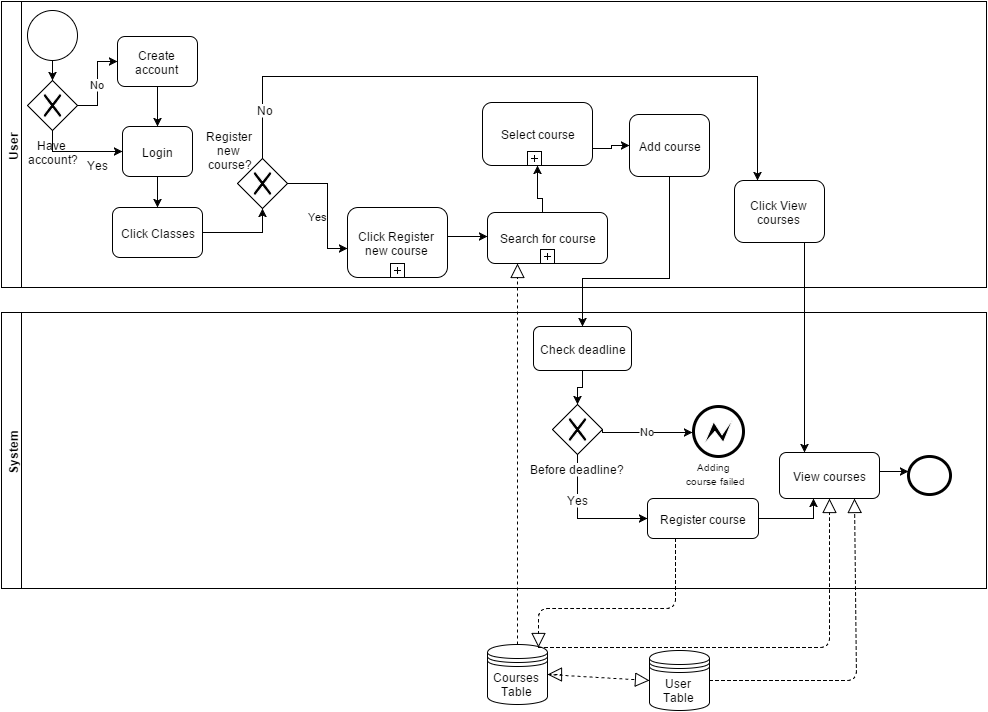 User
Create
account
No
Have
account?
Yes
Login
Click Classes
Register
new
course?
No
Yes
Click Register
new course
Search for course
Select course
Add course
Click View
courses
System
Check deadline
Before deadline?
No
Adding
course failed
Yes
Register course
View courses
Courses
Table
User
Table